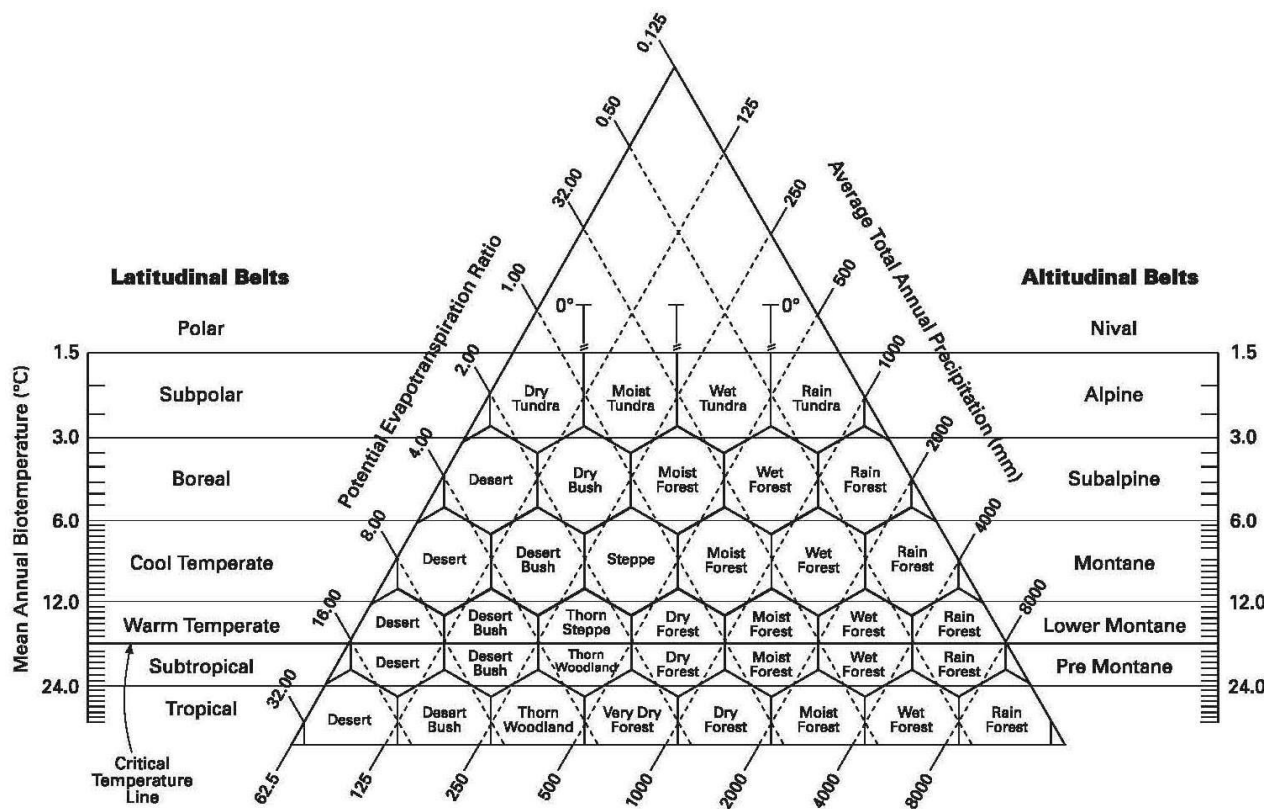 0.125
0.50
125
32.00
250
Average Total Annual Precipitation (mm)
Potential Evapotranspiration Ratio
Latitudinal Belts
Altitudinal Belts
1.00
0°
0°
500
Polar
Nival
1.5
1.5
2.00
1000
Subpolar
Dry Tundra
Moist Tundra
Wet Tundra
Rain Tundra
Alpine
3.0
3.0
4.00
2000
Mean Annual Biotemperature (°C)
Boreal
Desert
Dry Bush
Moist Forest
Wet Forest
Rain Forest
Subalpine
6.0
6.0
8.00
4000
Cool Temperate
Desert
Desert Bush
Steppe
Moist Forest
Wet Forest
Rain Forest
Montane
12.0
12.0
16.00
8000
Warm Temperate
Desert
Desert Bush
Thorn Steppe
Dry Forest
Moist Forest
Wet Forest
Rain Forest
Lower Montane
Subtropical
Desert
Desert Bush
Thorn Woodland
Dry Forest
Moist Forest
Wet Forest
Rain Forest
Pre Montane
24.0
24.0
32.00
Tropical
Desert
Desert Bush
Thorn Woodland
Very Dry Forest
Dry Forest
Moist Forest
Wet Forest
Rain Forest
Critical
Temperature
Line
62.5
125
250
500
1000
2000
4000
8000